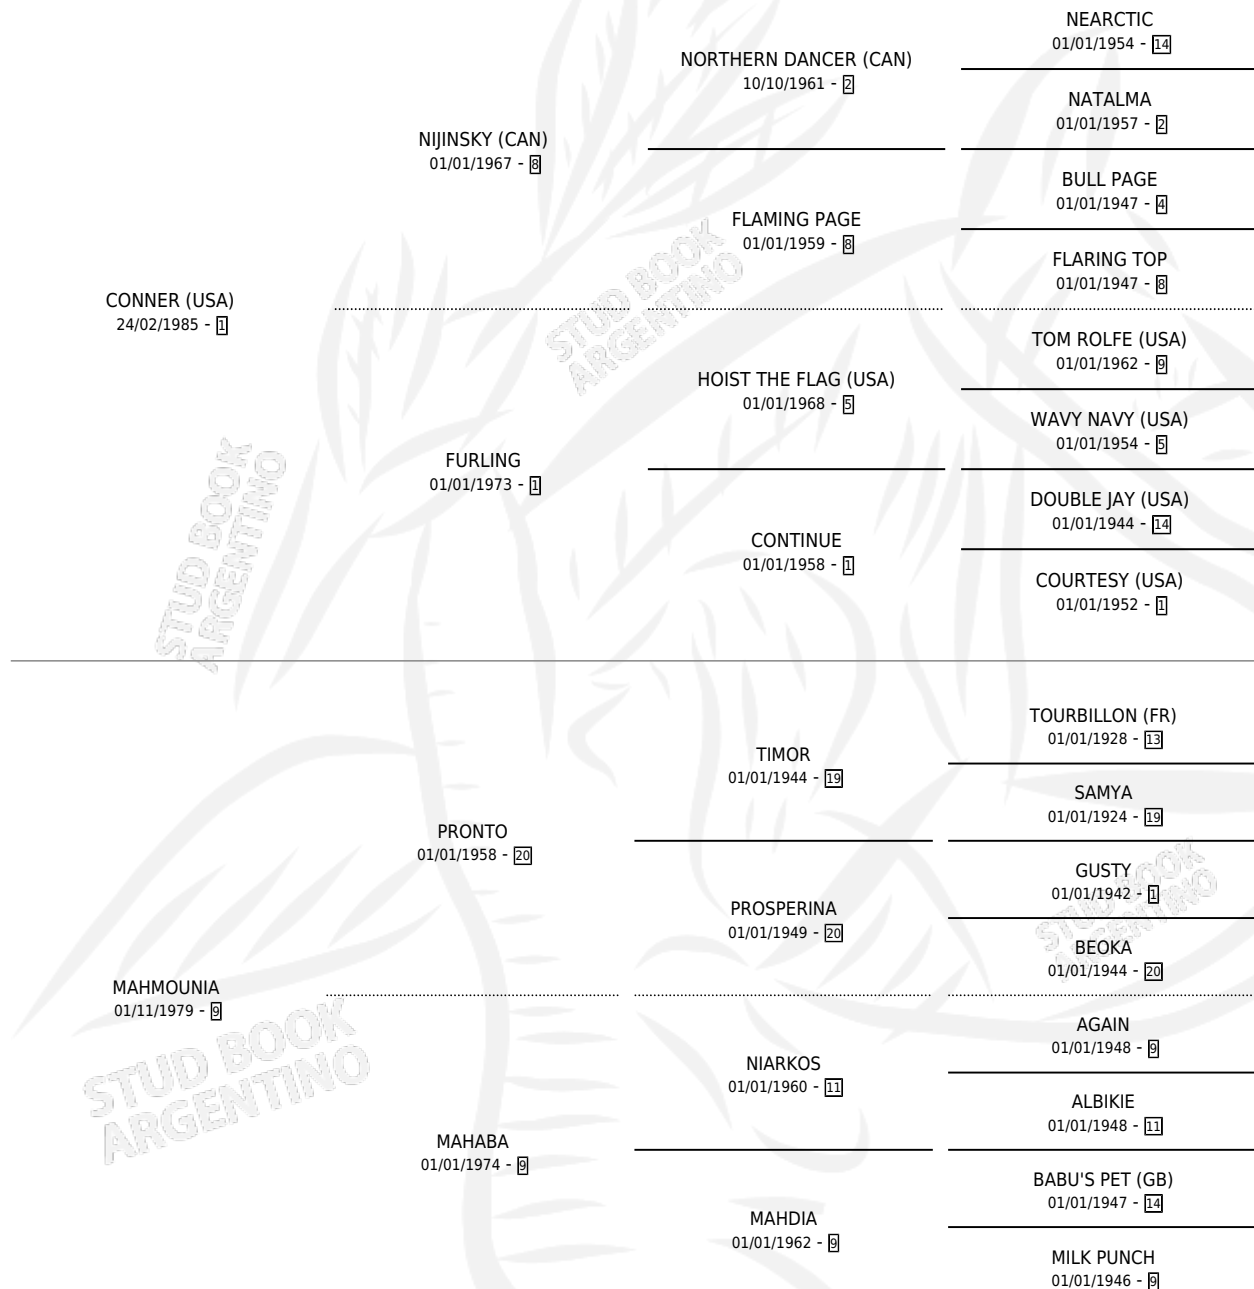 NEARCTIC
01/01/1954 - 14
NORTHERN DANCER (CAN)
10/10/1961 - 2
NATALMA
01/01/1957 - 2
NIJINSKY (CAN)
01/01/1967 - 8
BULL PAGE
01/01/1947 - 4
FLAMING PAGE
01/01/1959 - 8
FLARING TOP
01/01/1947 - 8
CONNER (USA)
24/02/1985 - 1
TOM ROLFE (USA)
01/01/1962 - 9
HOIST THE FLAG (USA)
01/01/1968 - 5
WAVY NAVY (USA)
01/01/1954 - 5
FURLING
01/01/1973 - 1
DOUBLE JAY (USA)
01/01/1944 - 14
CONTINUE
01/01/1958 - 1
COURTESY (USA)
01/01/1952 - 1
STUD BOOK
ARGENTINO
STUD BOOK
ARGENTINO
TOURBILLON (FR)
01/01/1928 - 13
TIMOR
01/01/1944 - 19
SAMYA
01/01/1924 - 19
PRONTO
01/01/1958 - 20
GUSTY
01/01/1942 - 1
PROSPERINA
01/01/1949 - 20
BEOKA
01/01/1944 - 20
MAHMOUNIA
01/11/1979 - 9
AGAIN
01/01/1948 - 9
NIARKOS
01/01/1960 - 11
ALBIKIE
01/01/1948 - 11
MAHABA
01/01/1974 - 9
BABU'S PET (GB)
01/01/1947 - 14
MAHDIA
01/01/1962 - 9
MILK PUNCH
01/01/1946 - 9
STUD BOOK
ARGENTINO
STUD BOOK
ARGENTINO